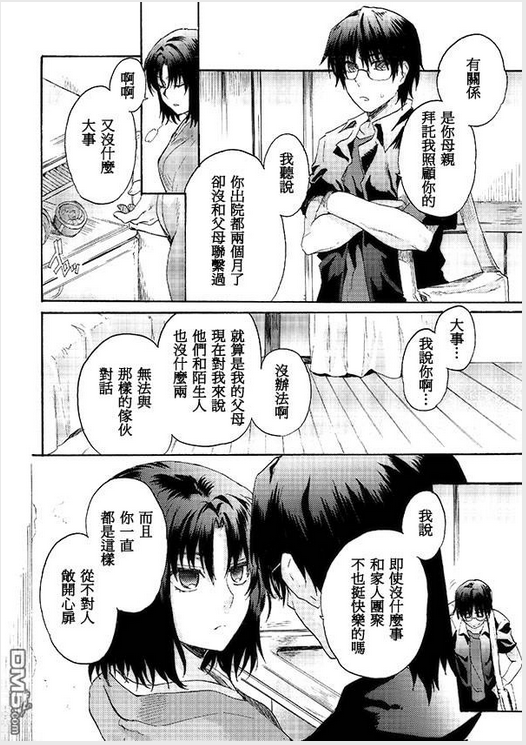 有關係
是你母親
拜託我照顧你的
我聽說
你出院都兩個月了
卻沒和父母聯繫過
啊啊
又沒什麼
大事
大事…
我說你啊…
沒辦法啊
就算是我的父母
現在對我來說
他們和陌生人
也沒什麼兩
無法與
那樣的傢伙
對話
我說
即使沒什麼事
和家人團聚
不也挺快樂的嗎
而且
你一直
都是這樣
從不對人
敞開心扉
DM5.com